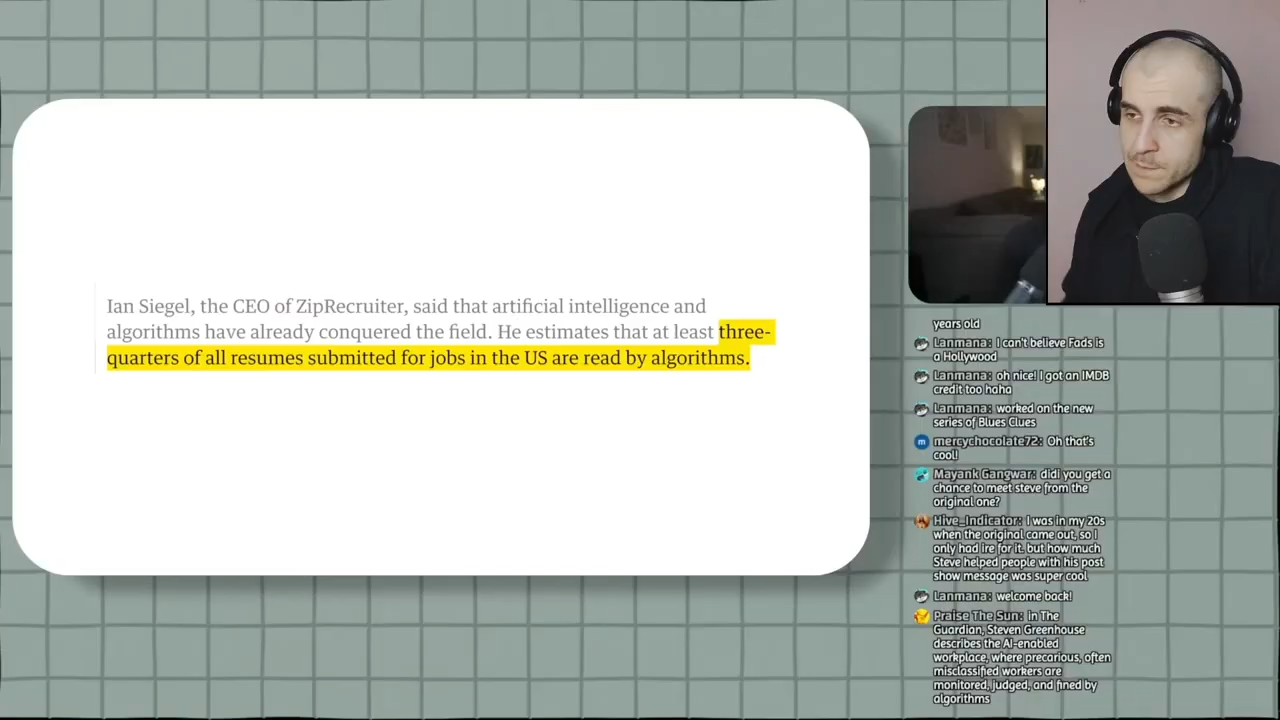 Ian Siegel, the CEO of ZipRecruiter, said that artificial intelligence and
algorithms have already conquered the field. He estimates that at least three-
quarters of all resumes submitted for jobs in the US are read by algorithms.
years old
Lanmana: I can't believe Fads is
a Hollywood
Lanmana: oh nice! I got an IMDB
credit too haha
Lanmana: worked on the new
series of Blues Clues
m mercychocolate72: Oh that's
cool!
Mayank Gangwar: didi you get a
chance to meet steve from the
original one?
Hive_Indicator: I was in my 20s
when the original came out, so I
only had ire for it. but how much
Steve helped people with his post
show message was super cool
Lanmana: welcome back!
Praise The Sun: in The
Guardian, Steven Greenhouse
describes the AI-enabled
workplace, where precarious, often
misclassified workers are
monitored, judged, and fined by
algorithms